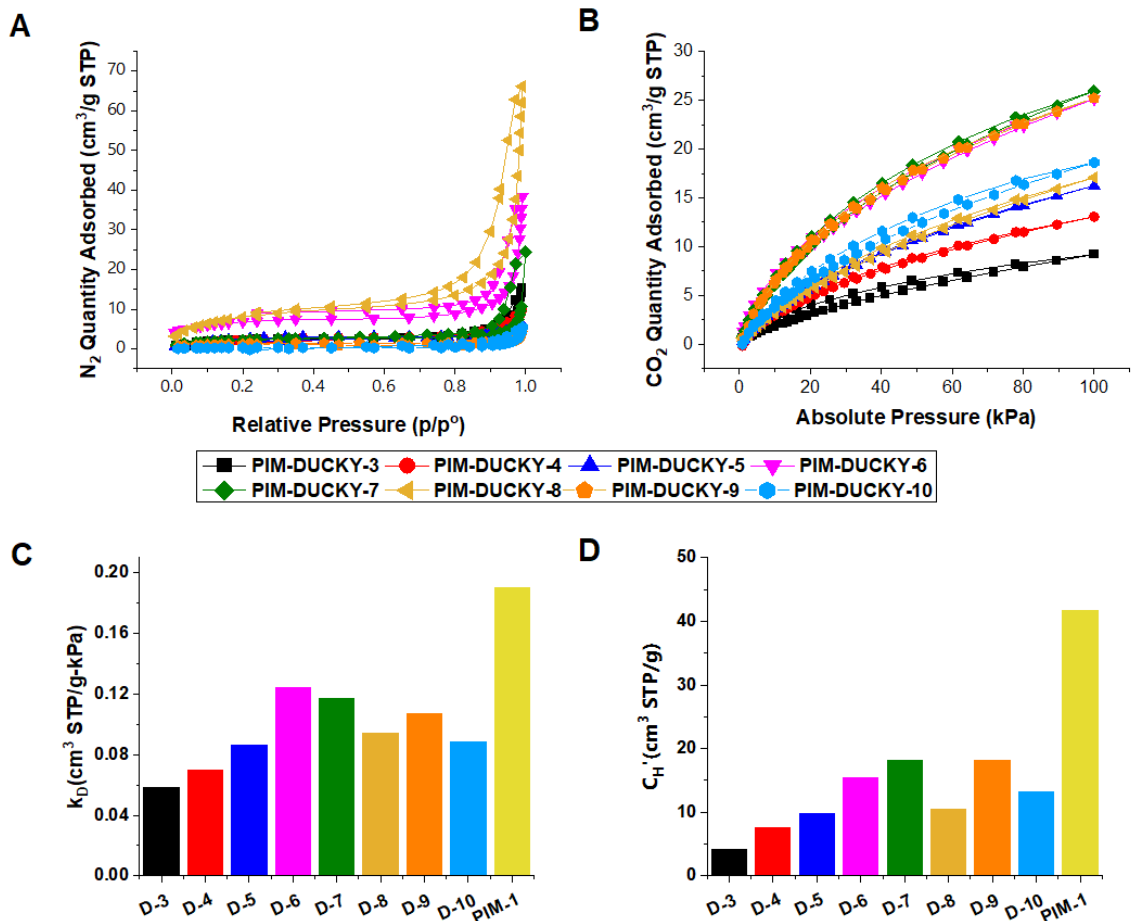 A
N₂ Quantity Adsorbed (cm³/g STP)
70
60
50
40
30
20
10
0
0.0 0.2 0.4 0.6 0.8 1.0
Relative Pressure (p/p°)
B
CO₂ Quantity Adsorbed (cm³/g STP)
30
25
20
15
10
5
0
0 20 40 60 80 100
Absolute Pressure (kPa)
PIM-DUCKY-3 PIM-DUCKY-4 PIM-DUCKY-5 PIM-DUCKY-6
PIM-DUCKY-7 PIM-DUCKY-8 PIM-DUCKY-9 PIM-DUCKY-10
C
k_D(cm³ STP/g-kPa)
0.20
0.16
0.12
0.08
0.04
0.00
D-3 D-4 D-5 D-6 D-7 D-8 D-9 D-10 PIM-1
D
C_H'(cm³ STP/g)
50
40
30
20
10
0
D-3 D-4 D-5 D-6 D-7 D-8 D-9 D-10 PIM-1